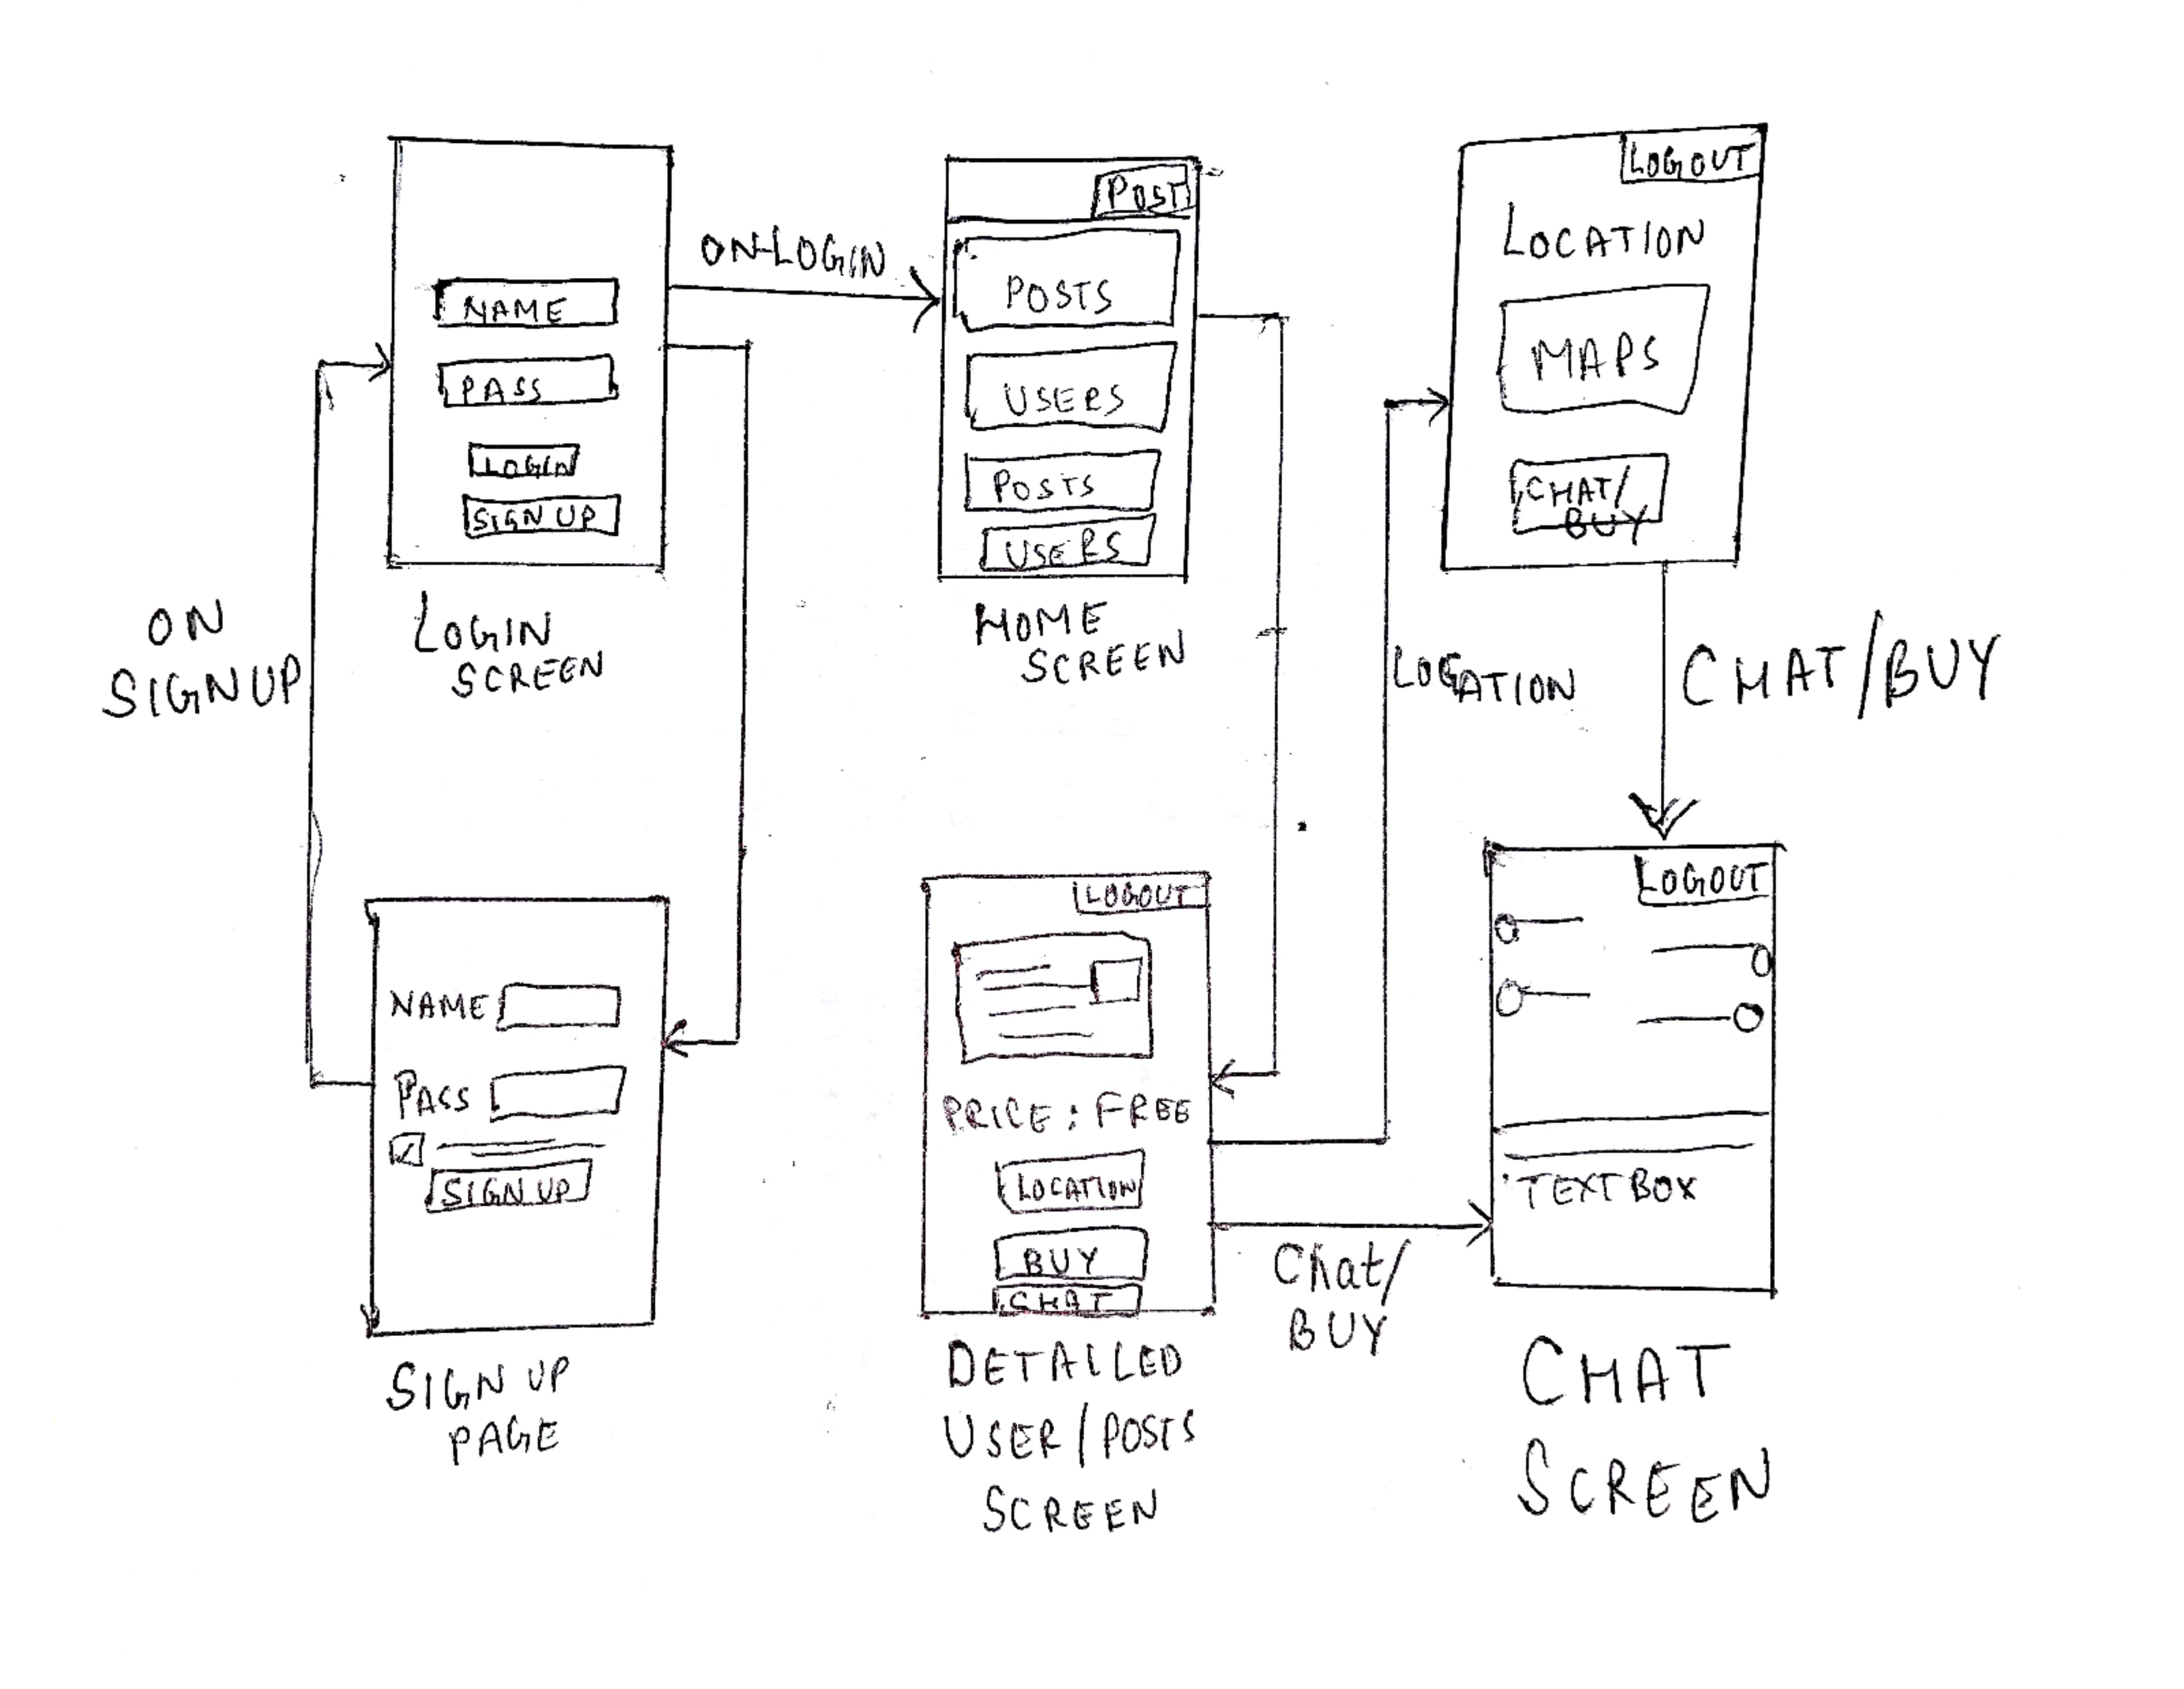 NAME
PASS
LOGIN
SIGN UP
LOGIN
SCREEN
ON-LOGIN
POST
POSTS
USERS
POSTS
USERS
HOME
SCREEN
LOGOUT
LOCATION
MAPS
CHAT/
BUY
ON
SIGNUP
LOCATION
CHAT/BUY
NAME
PASS
SIGN UP
SIGN UP
PAGE
LOGOUT
PRICE: FREE
LOCATION
BUY
CHAT
DETAILED
USER/POSTS
SCREEN
Chat/
BUY
LOGOUT
TEXT BOX
CHAT
SCREEN